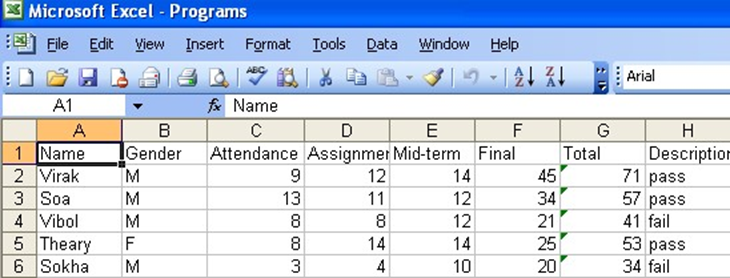 Microsoft Excel - Programs
File Edit View Insert Format Tools Data Window Help
ABC Arial
A1 fx Name
A B C D E F G H
1 Name Gender Attendance Assignmer Mid-term Final Total Description
2 Virak M 9 12 14 45 71 pass
3 Soa M 13 11 12 34 57 pass
4 Vibol M 8 8 12 21 41 fail
5 Theary F 8 14 14 25 53 pass
6 Sokha M 3 4 10 20 34 fail